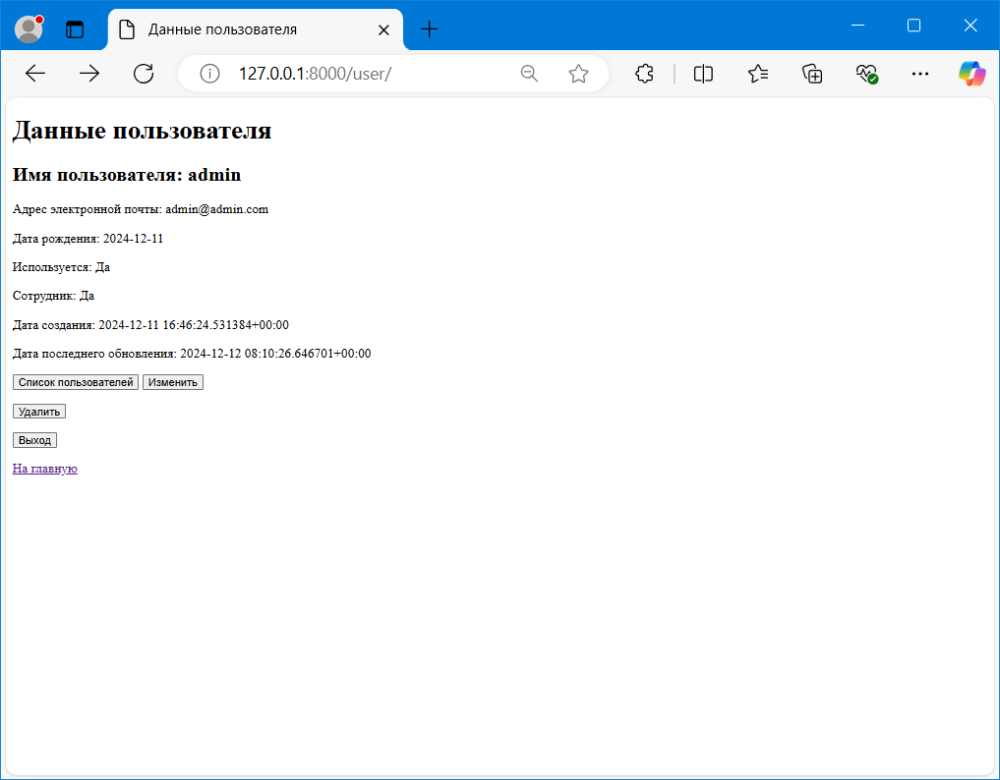 Данные пользователя
127.0.0.1:8000/user/
Данные пользователя
Имя пользователя: admin
Адрес электронной почты: admin@admin.com
Дата рождения: 2024-12-11
Используется: Да
Сотрудник: Да
Дата создания: 2024-12-11 16:46:24.531384+00:00
Дата последнего обновления: 2024-12-12 08:10:26.646701+00:00
Список пользователей Изменить
Удалить
Выход
На главную